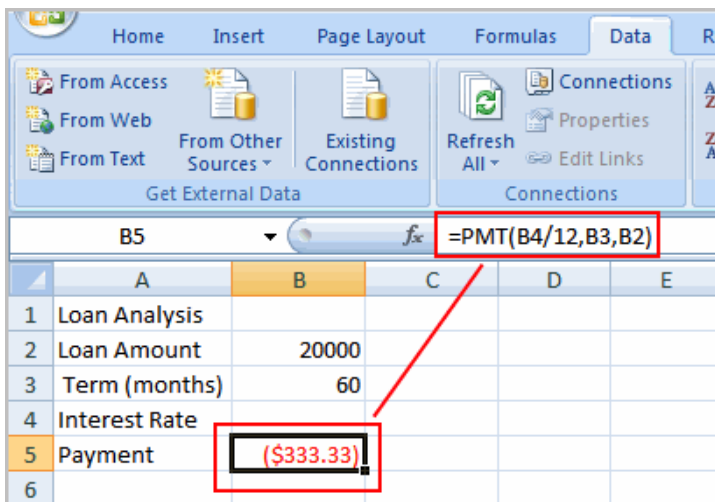 Home Insert Page Layout Formulas Data R
From Access
From Web
From Text
From Other Sources
Existing Connections
Refresh All
Connections
Properties
Edit Links
A
Z
Z
A
Get External Data
Connections
B5 fx =PMT(B4/12,B3,B2)
A B C D E
1 Loan Analysis
2 Loan Amount 20000
3 Term (months) 60
4 Interest Rate
5 Payment ($333.33)
6